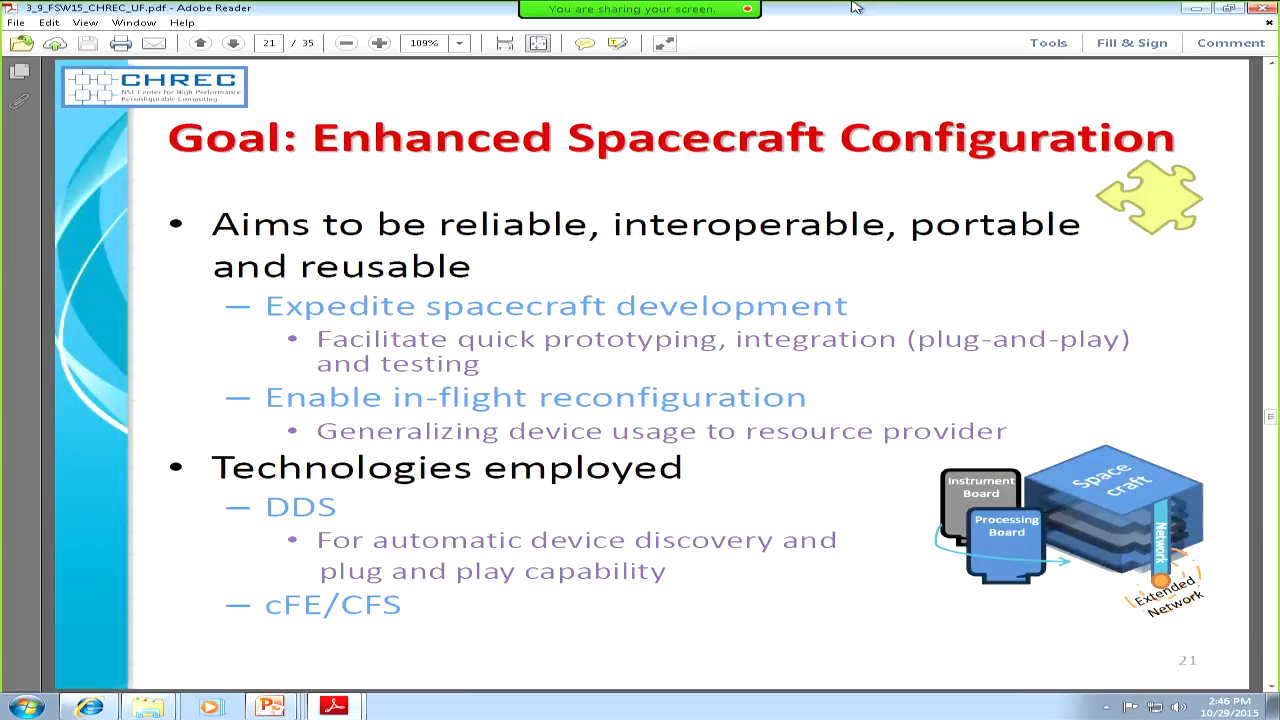 3_9_FSW15_CHREC_UF.pdf - Adobe Reader
You are sharing your screen.
File Edit View Window Help
21 / 35 109% Tools Fill & Sign Comment
CHREC
NSF Center for High-Performance
Reconfigurable Computing
Goal: Enhanced Spacecraft Configuration
• Aims to be reliable, interoperable, portable
and reusable
– Expedite spacecraft development
• Facilitate quick prototyping, integration (plug-and-play)
and testing
– Enable in-flight reconfiguration
• Generalizing device usage to resource provider
• Technologies employed
– DDS
• For automatic device discovery and
plug and play capability
– cFE/CFS
Instrument
Board
Processing
Board
Space
craft
Network
Extended
Network
21
2:46 PM
10/29/2015